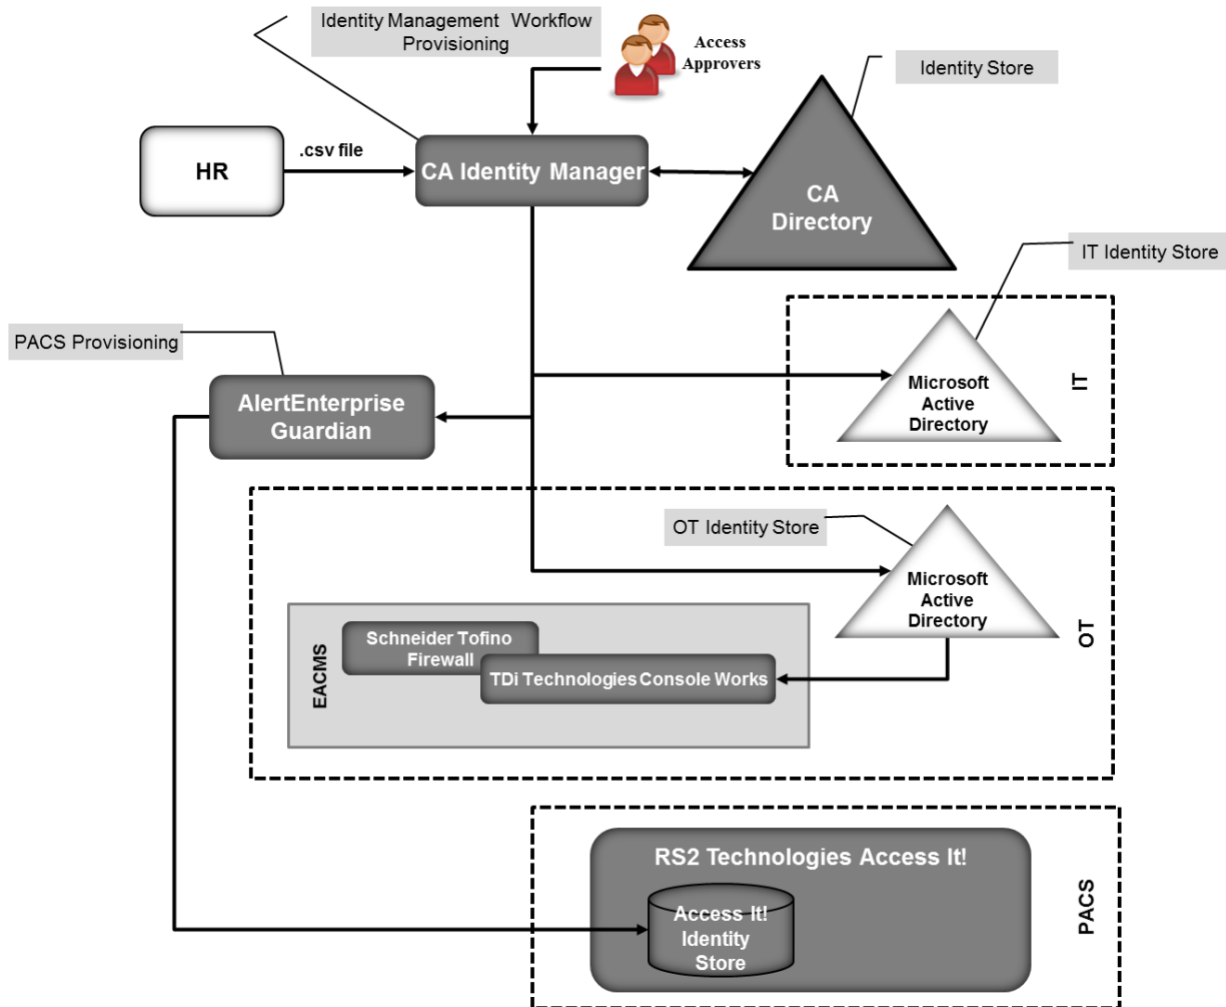 Identity Management Workflow
Provisioning
Access
Approvers
Identity Store
HR
.csv file
CA Identity Manager
CA
Directory
IT Identity Store
PACS Provisioning
AlertEnterprise
Guardian
Microsoft
Active
Directory
IT
OT Identity Store
Microsoft
Active
Directory
OT
EACMS
Schneider Tofino
Firewall
TDi Technologies Console Works
RS2 Technologies Access It!
Access It!
Identity
Store
PACS